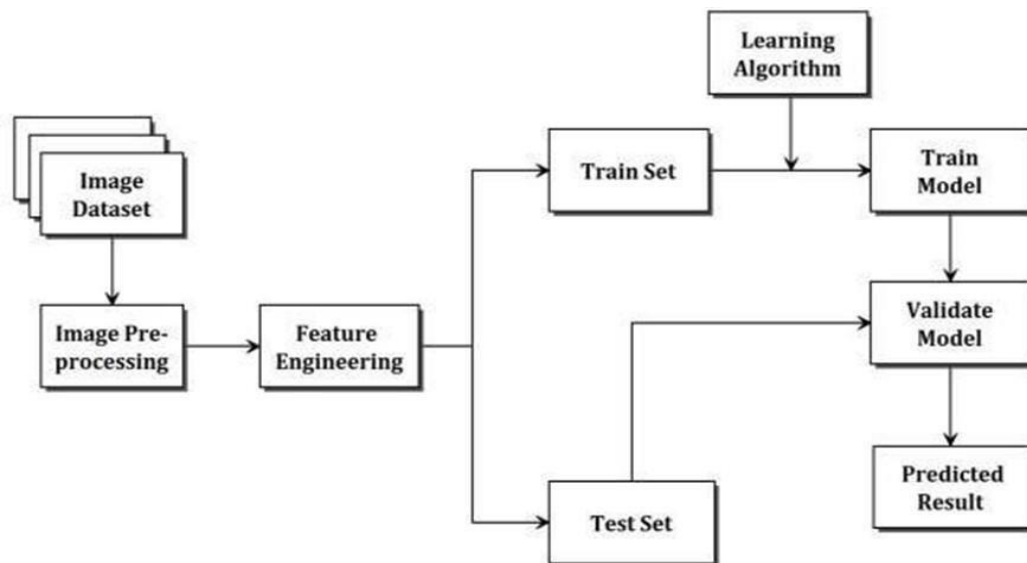 Learning
Algorithm
Image
Dataset
Train Set
Train
Model
Image Pre-
processing
Feature
Engineering
Validate
Model
Test Set
Predicted
Result